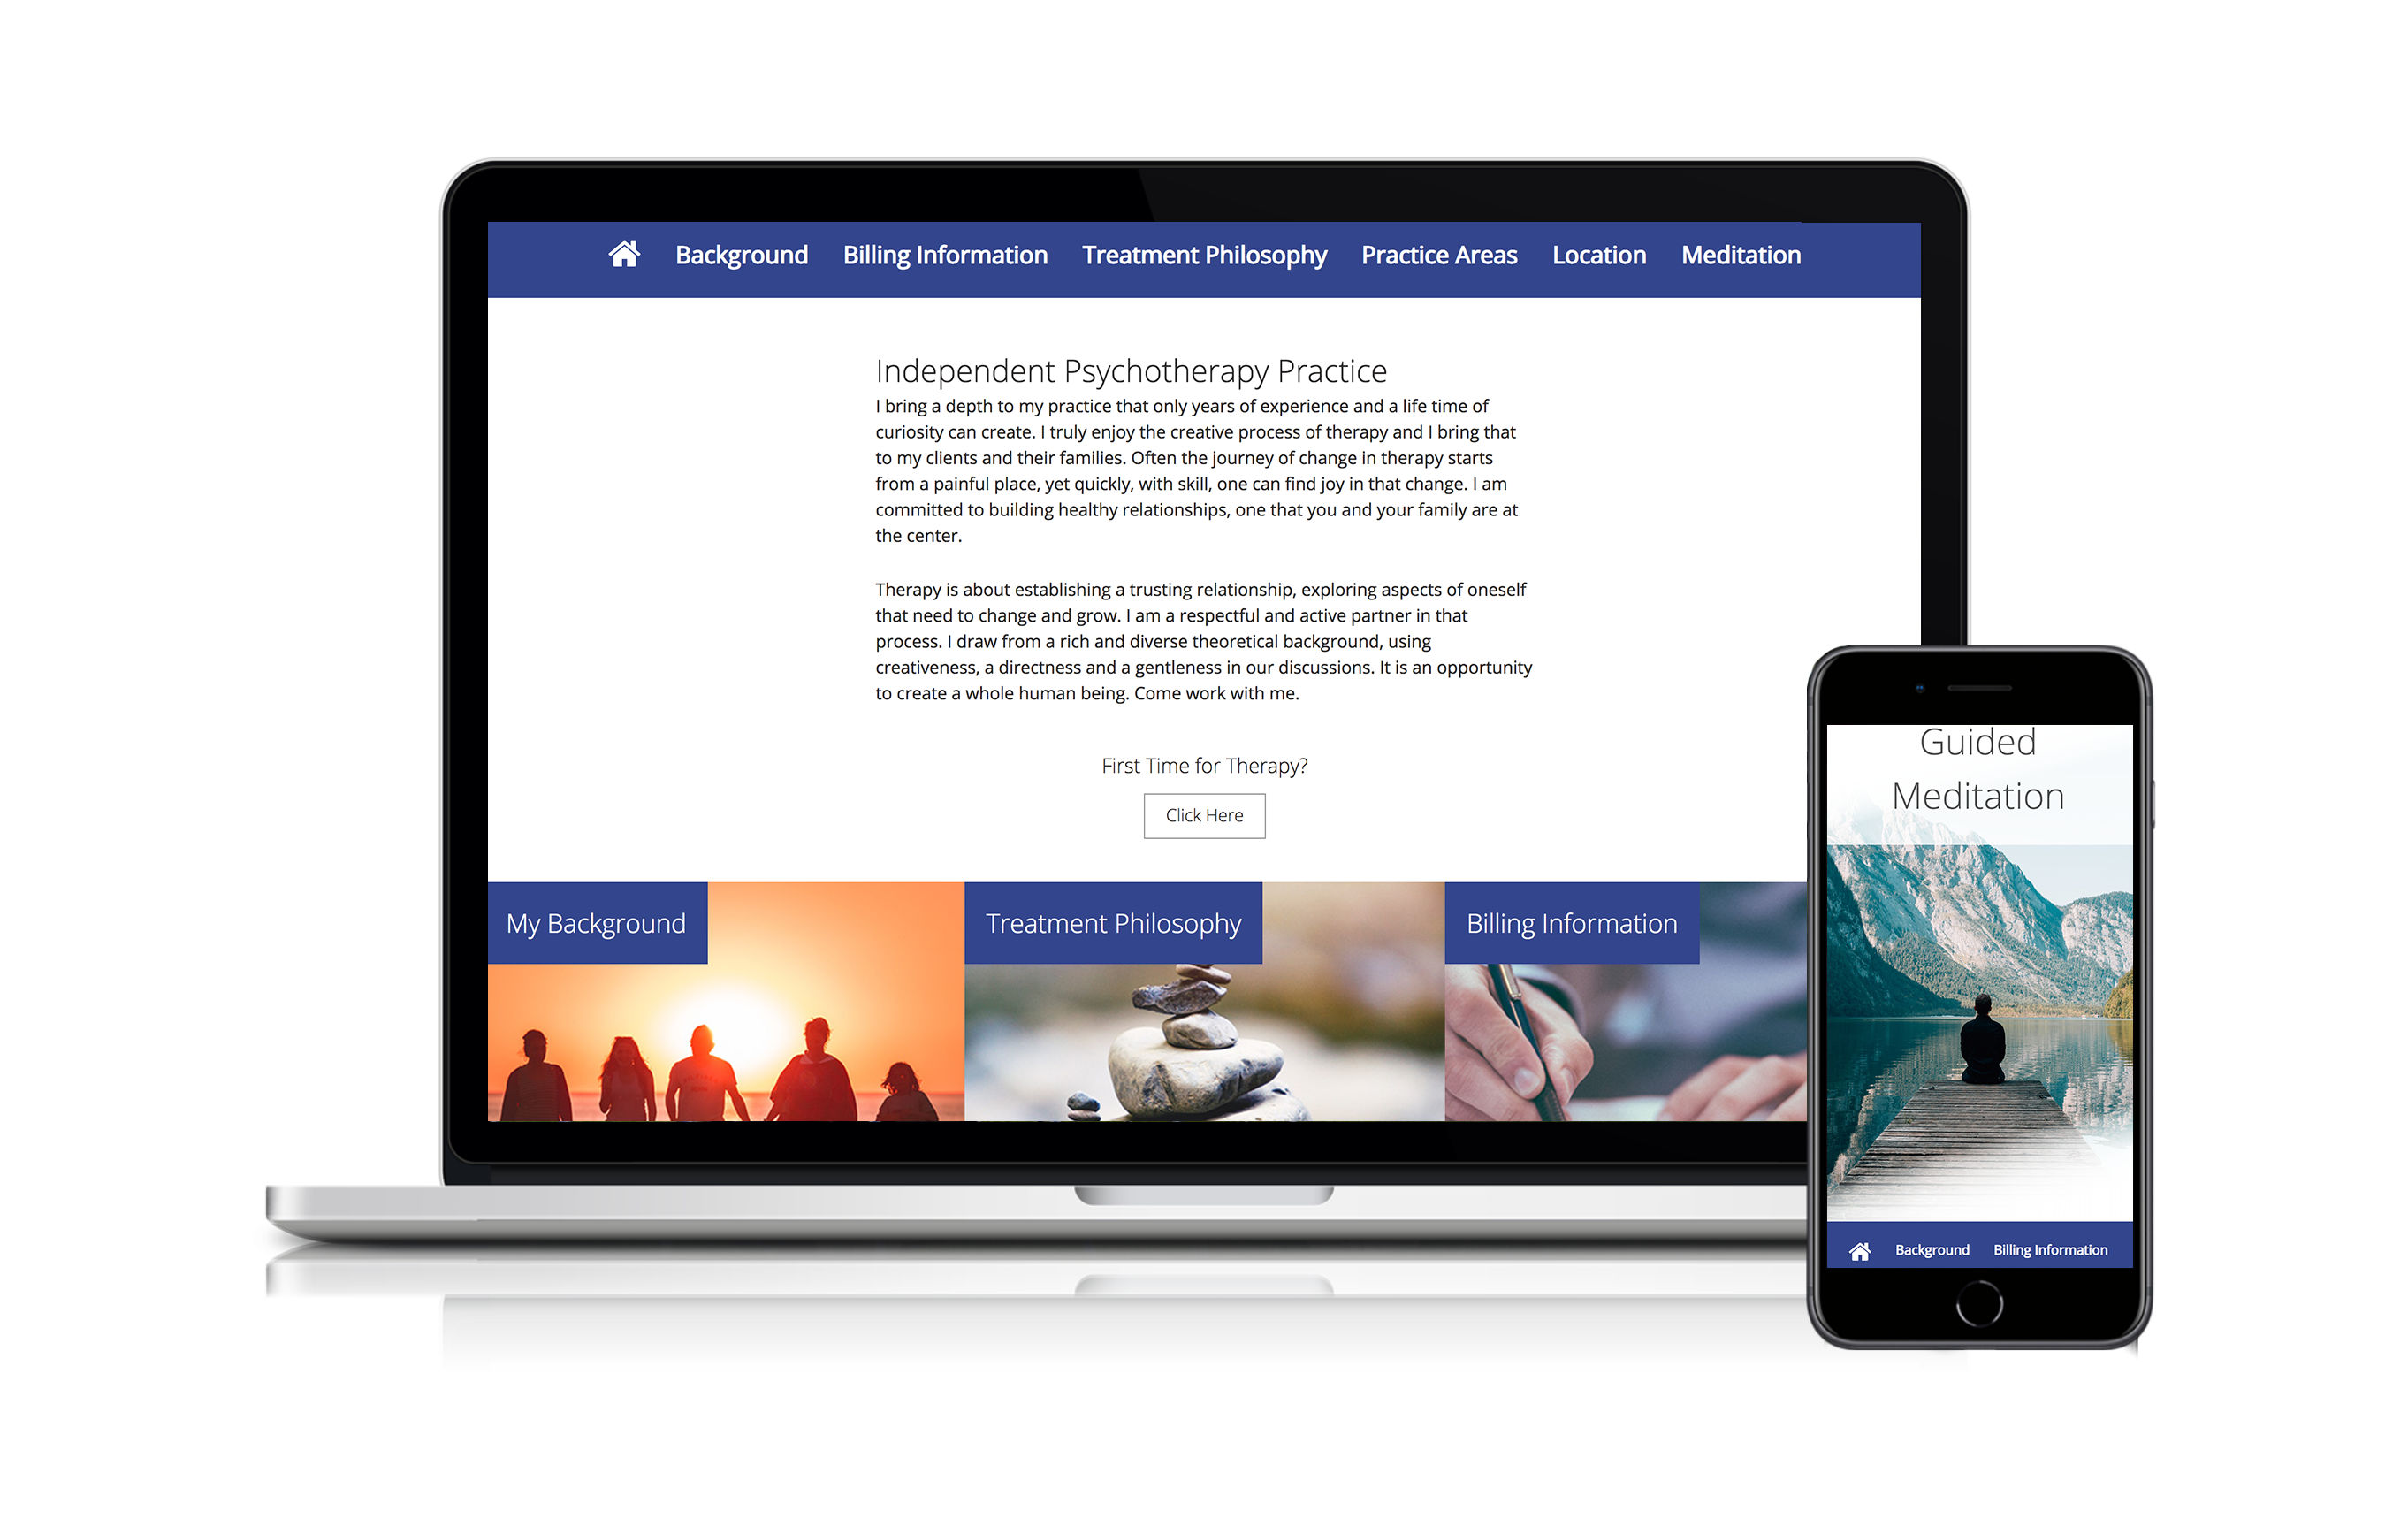 Background Billing Information Treatment Philosophy Practice Areas Location Meditation
Independent Psychotherapy Practice
I bring a depth to my practice that only years of experience and a life time of
curiosity can create. I truly enjoy the creative process of therapy and I bring that
to my clients and their families. Often the journey of change in therapy starts
from a painful place, yet quickly, with skill, one can find joy in that change. I am
committed to building healthy relationships, one that you and your family are at
the center.
Therapy is about establishing a trusting relationship, exploring aspects of oneself
that need to change and grow. I am a respectful and active partner in that
process. I draw from a rich and diverse theoretical background, using
creativeness, a directness and a gentleness in our discussions. It is an opportunity
to create a whole human being. Come work with me.
First Time for Therapy?
Click Here
My Background
Treatment Philosophy
Billing Information
Guided
Meditation
Background Billing Information